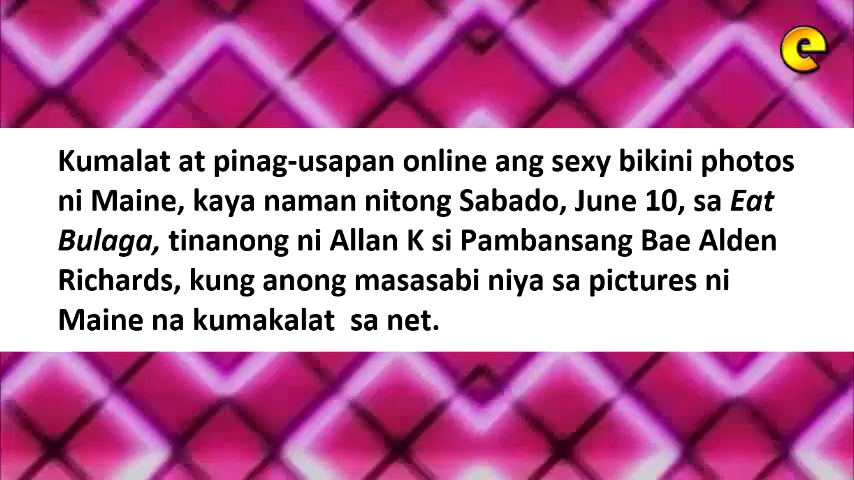 e
Kumalat at pinag-usapan online ang sexy bikini photos
ni Maine, kaya naman nitong Sabado, June 10, sa Eat
Bulaga, tinanong ni Allan K si Pambansang Bae Alden
Richards, kung anong masasabi niya sa pictures ni
Maine na kumakalat  sa net.